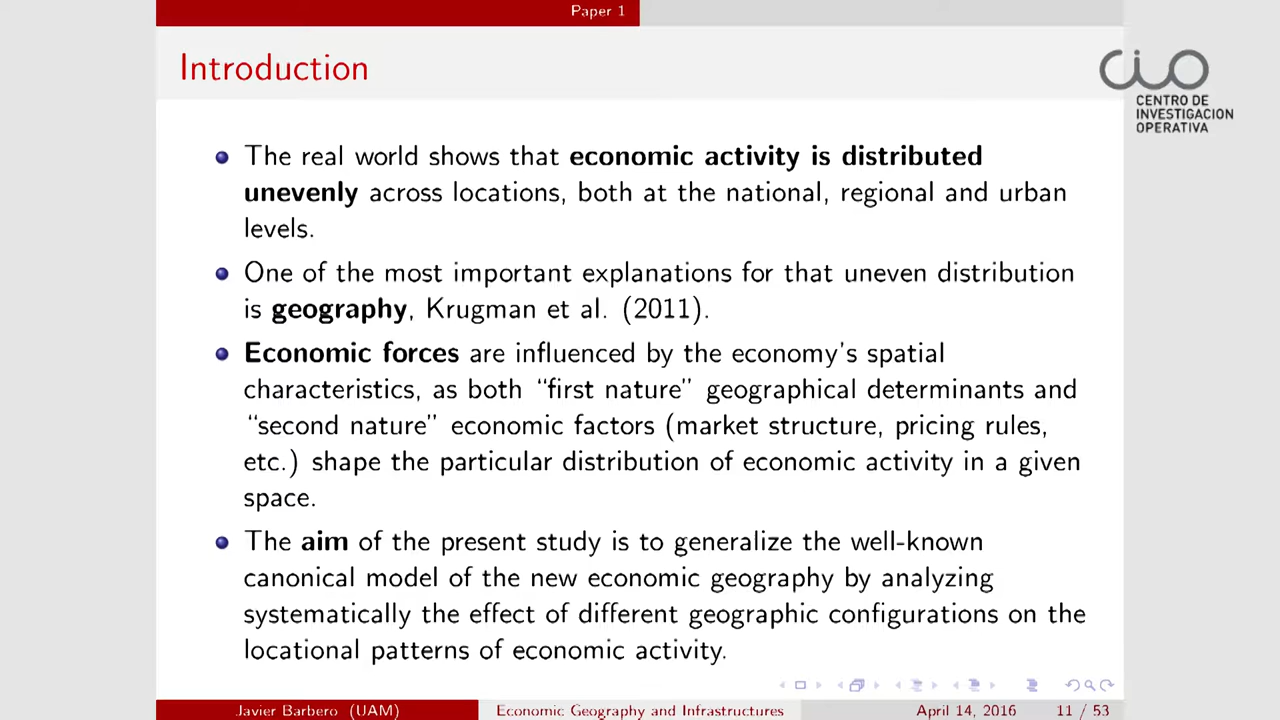 Paper 1
Introduction
CIO
CENTRO DE
INVESTIGACION
OPERATIVA
The real world shows that economic activity is distributed
unevenly across locations, both at the national, regional and urban
levels.
One of the most important explanations for that uneven distribution
is geography, Krugman et al. (2011).
Economic forces are influenced by the economy's spatial
characteristics, as both “first nature” geographical determinants and
“second nature” economic factors (market structure, pricing rules,
etc.) shape the particular distribution of economic activity in a given
space.
The aim of the present study is to generalize the well-known
canonical model of the new economic geography by analyzing
systematically the effect of different geographic configurations on the
locational patterns of economic activity.
Javier Barbero (UAM) Economic Geography and Infrastructures April 14, 2016 11 / 53